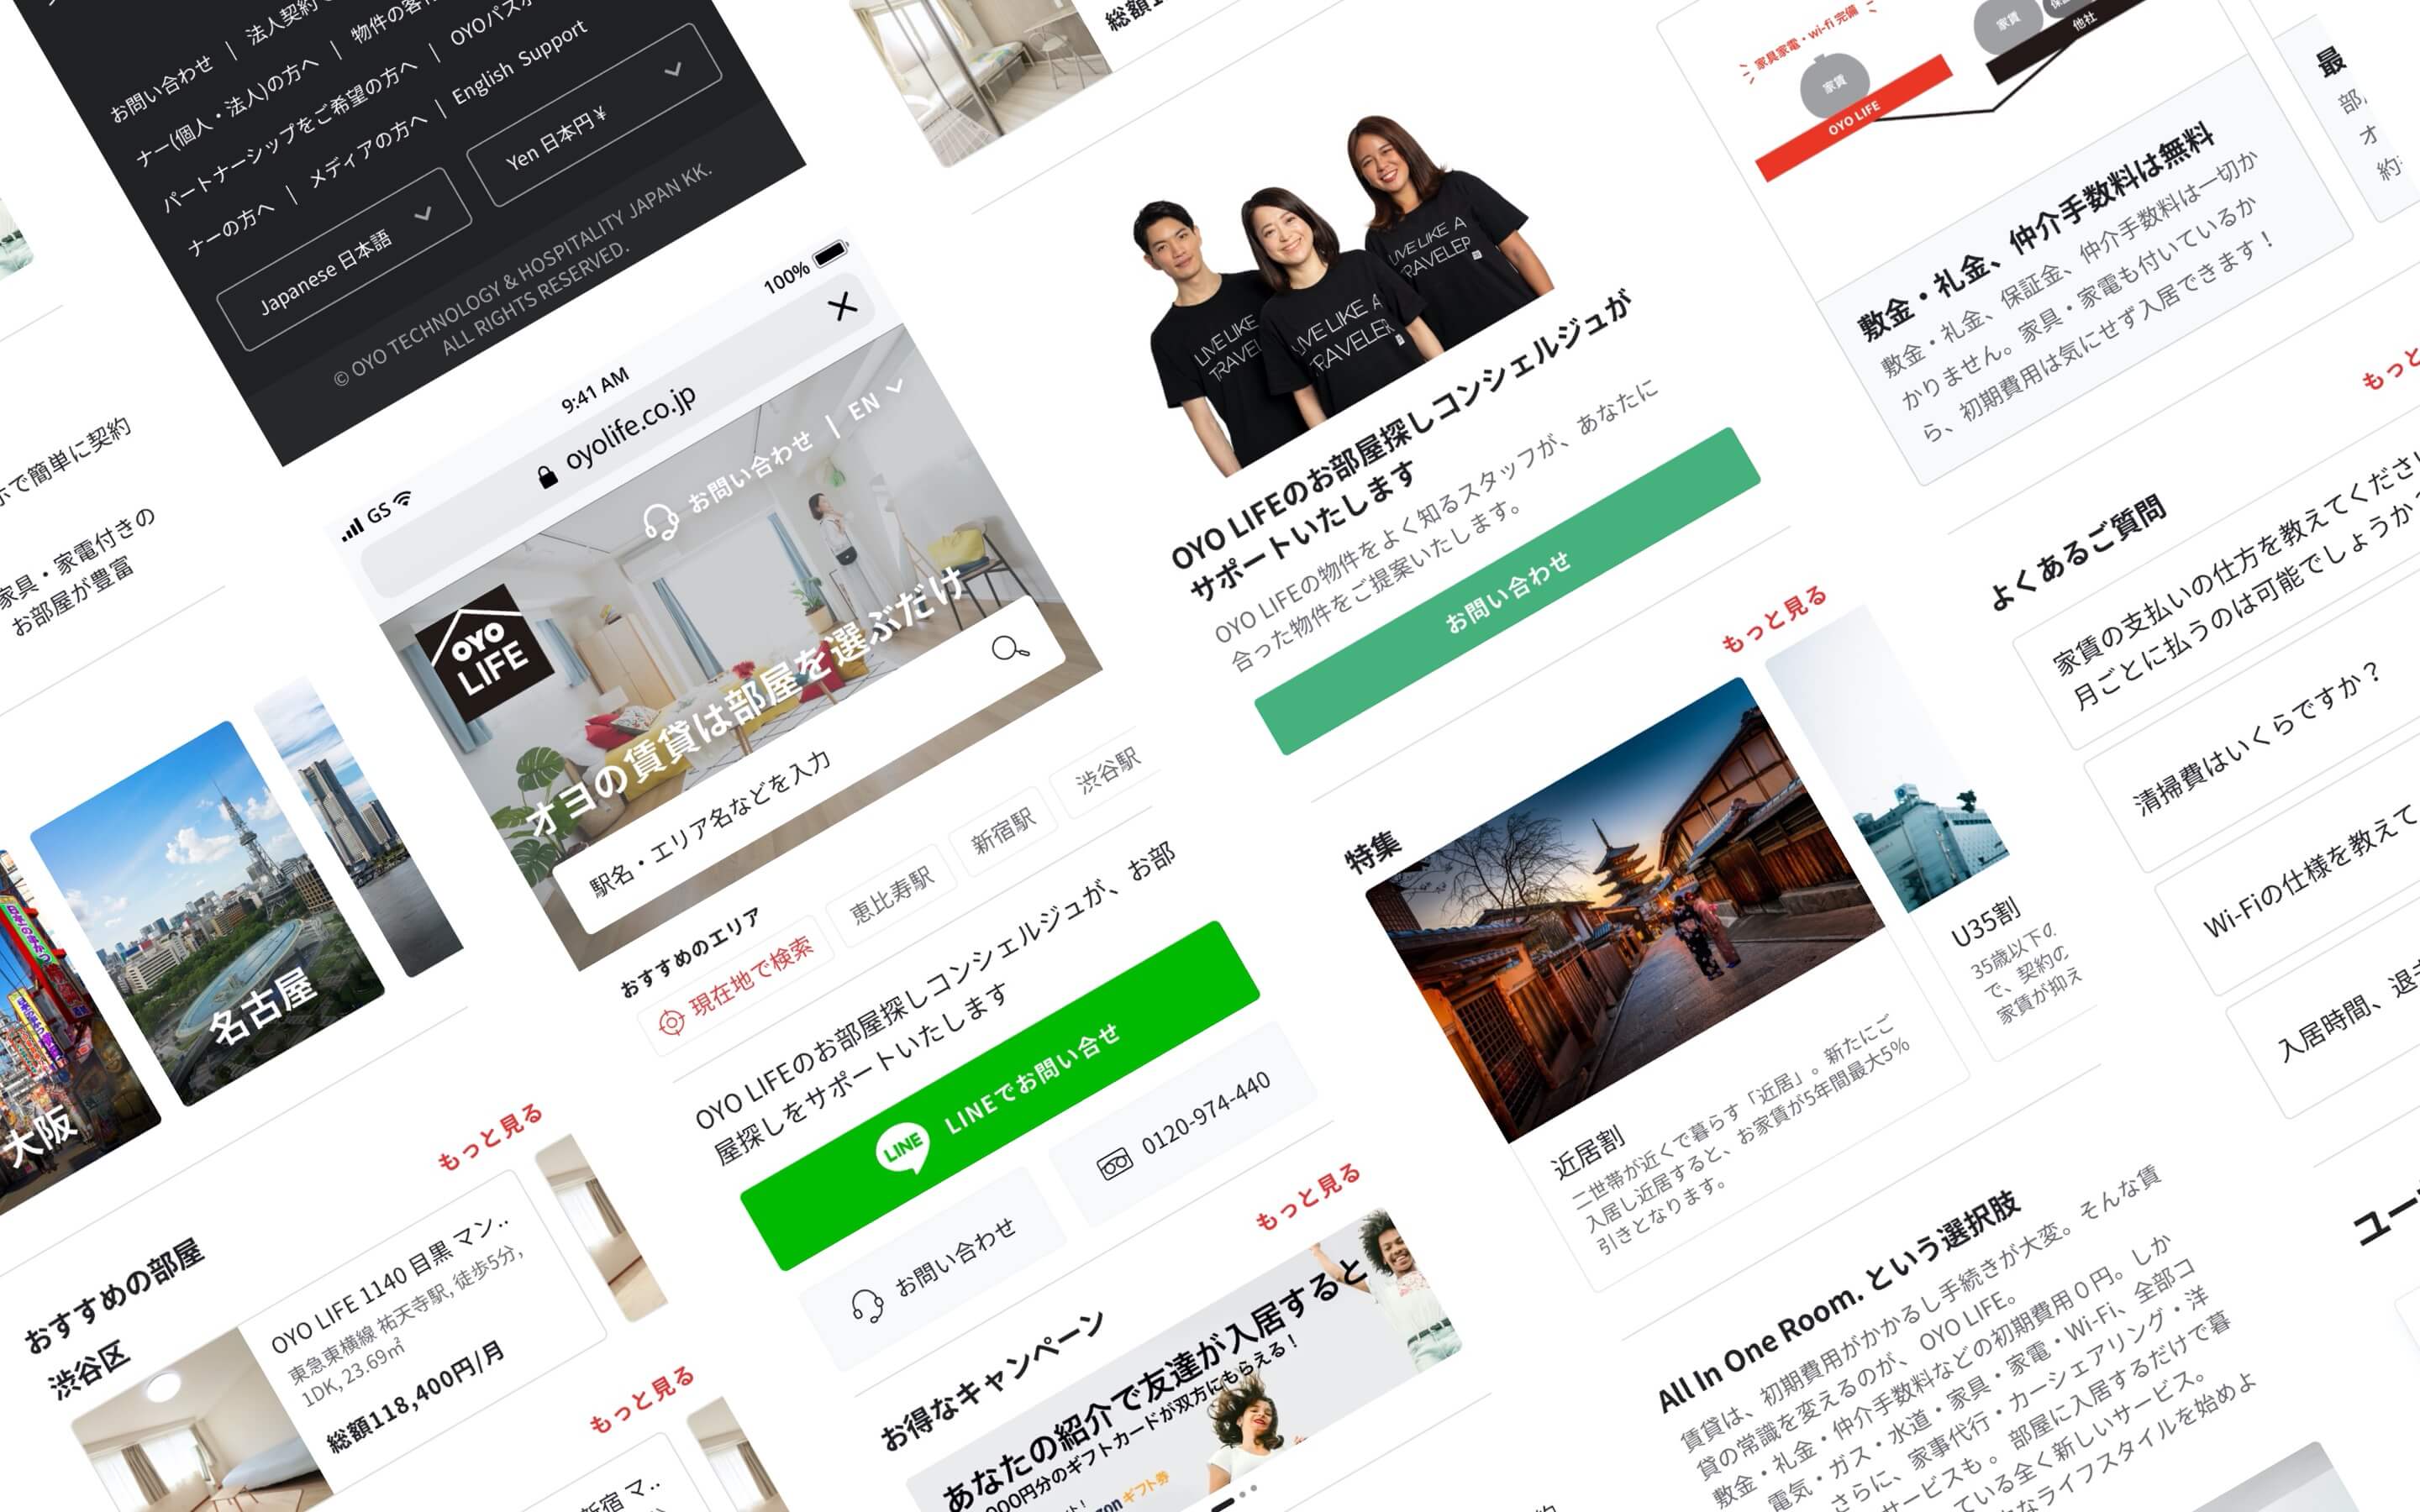 お問い合わせ | 法人契約
ナー(個人・法人)の方へ | 物件の
パートナーシップをご希望の方へ | OYOパス
ナーの方へ | メディアの方へ | English Support
Japanese 日本語
Yen 日本円 ¥
© OYO TECHNOLOGY & HOSPITALITY JAPAN KK.
ALL RIGHTS RESERVED.
で簡単に契約
家具・家電付きの
お部屋が豊富
大阪
名古屋
もっと見る
おすすめの部屋
渋谷区
OYO LIFE 1140 目黒 マン..
東急東横線 祐天寺駅, 徒歩5分,
1DK, 23.69㎡
総額118,400円/月
もっと見る
新宿 マ..
GS
9:41 AM
100%
oyolife.co.jp
お問い合わせ | EN
OYO
LIFE
オヨの賃貸は部屋を選ぶだけ
駅名・エリア名などを入力
おすすめのエリア
現在地で検索
恵比寿駅
新宿駅
渋谷駅
OYO LIFEのお部屋探しコンシェルジュが、お部
屋探しをサポートいたします
LINE
LINEでお問い合せ
お問い合わせ
0120-974-440
もっと見る
お得なキャンペーン
あなたの紹介で友達が入居すると
000円分のギフトカードが双方にもらえる！
zon ギフト券
総額
LIVE LIKE
TRAVEL
LIVE LIKE A
TRAVELER
LIVE LIKE A
TRAVELER
OYO LIFEのお部屋探しコンシェルジュが
サポートいたします
OYO LIFEの物件をよく知るスタッフが、あなたに
合った物件をご提案いたします。
お問い合わせ
もっと見る
特集
近居割
二世帯が近くで暮らす「近居」。新たにご
入居し近居すると、お家賃が5年間最大5%
引きとなります。
U35割
35歳以下の
で、契約の
家賃が抑え
All In One Room. という選択肢
賃貸は、初期費用がかかるし手続きが大変。そんな賃
貸の常識を変えるのが、OYO LIFE。
敷金・礼金・仲介手数料などの初期費用０円。しか
電気・ガス・水道・家具・家電・Wi-Fi、全部コ
さらに、家事代行・カーシェアリング・洋
サービスも。部屋に入居するだけで暮
ている全く新しいサービス。
なライフスタイルを始めよ
家具家電・wi-fi 完備
家賃
OYO LIFE
家賃
他社
敷金・礼金、仲介手数料は無料
敷金・礼金、保証金、仲介手数料は一切か
かりません。家具・家電も付いているか
ら、初期費用は気にせず入居できます！
最
部
オ
約
もっと
よくあるご質問
家賃の支払いの仕方を教えてくださ
月ごとに払うのは可能でしょうか
清掃費はいくらですか？
Wi-Fiの仕様を教えて
入居時間、退
ユー